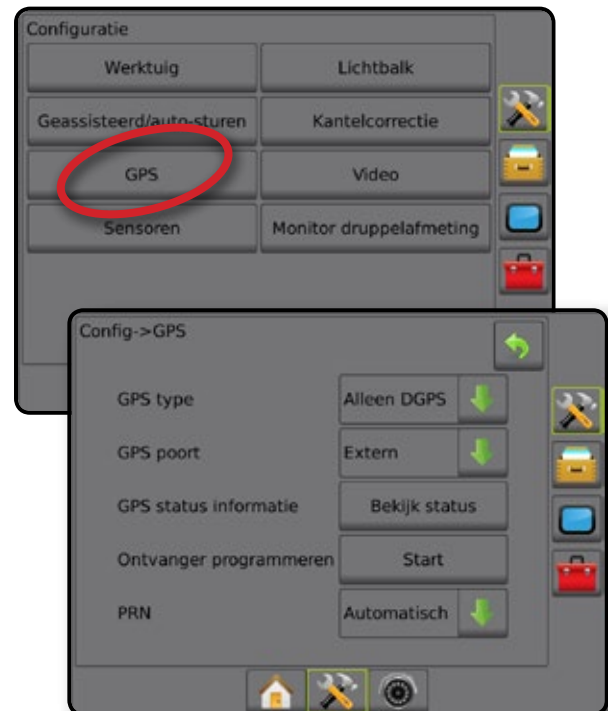 Configuratie
Werktuig Lichtbalk
Geassisteerd/auto-sturen Kantelcorrectie
GPS Video
Sensoren Monitor druppelafmeting
Config->GPS
GPS type Alleen DGPS
GPS poort Extern
GPS status informatie Bekijk status
Ontvanger programmeren Start
PRN Automatisch